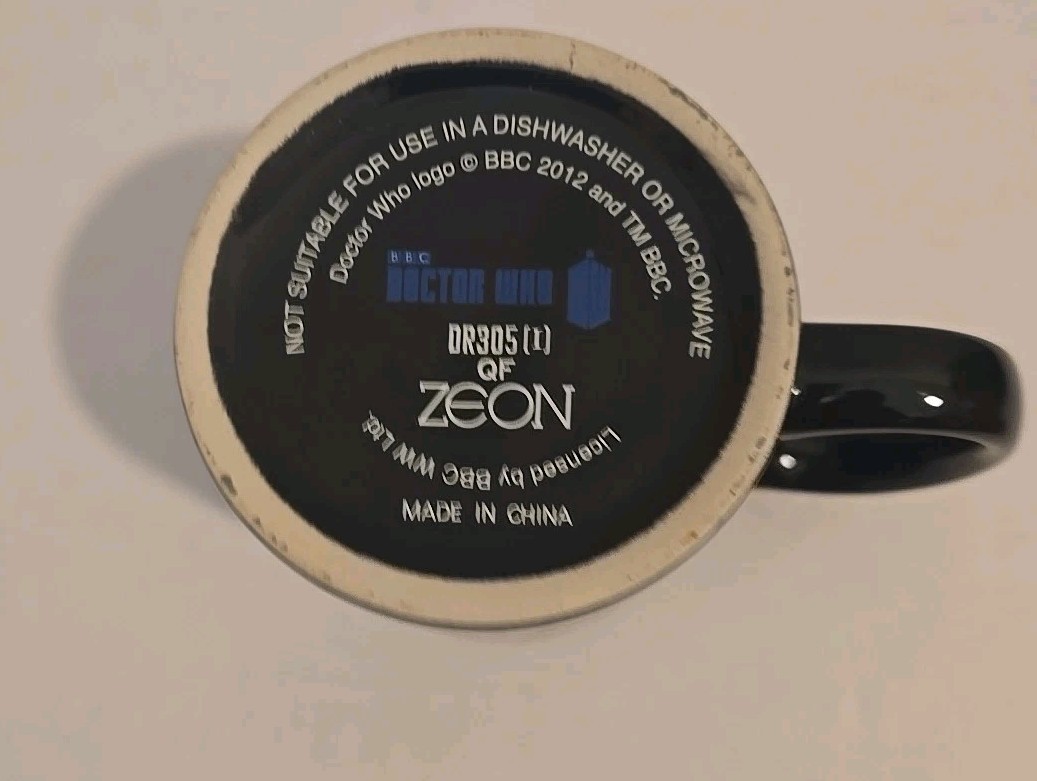 NOT SUITABLE FOR USE IN A DISHWASHER OR MICROWAVE
Doctor Who logo © BBC 2012 and TM BBC.
BBC
DOCTOR WHO
DR305(I)
QF
ZEON
Licensed by BBC WW Ltd.
MADE IN CHINA